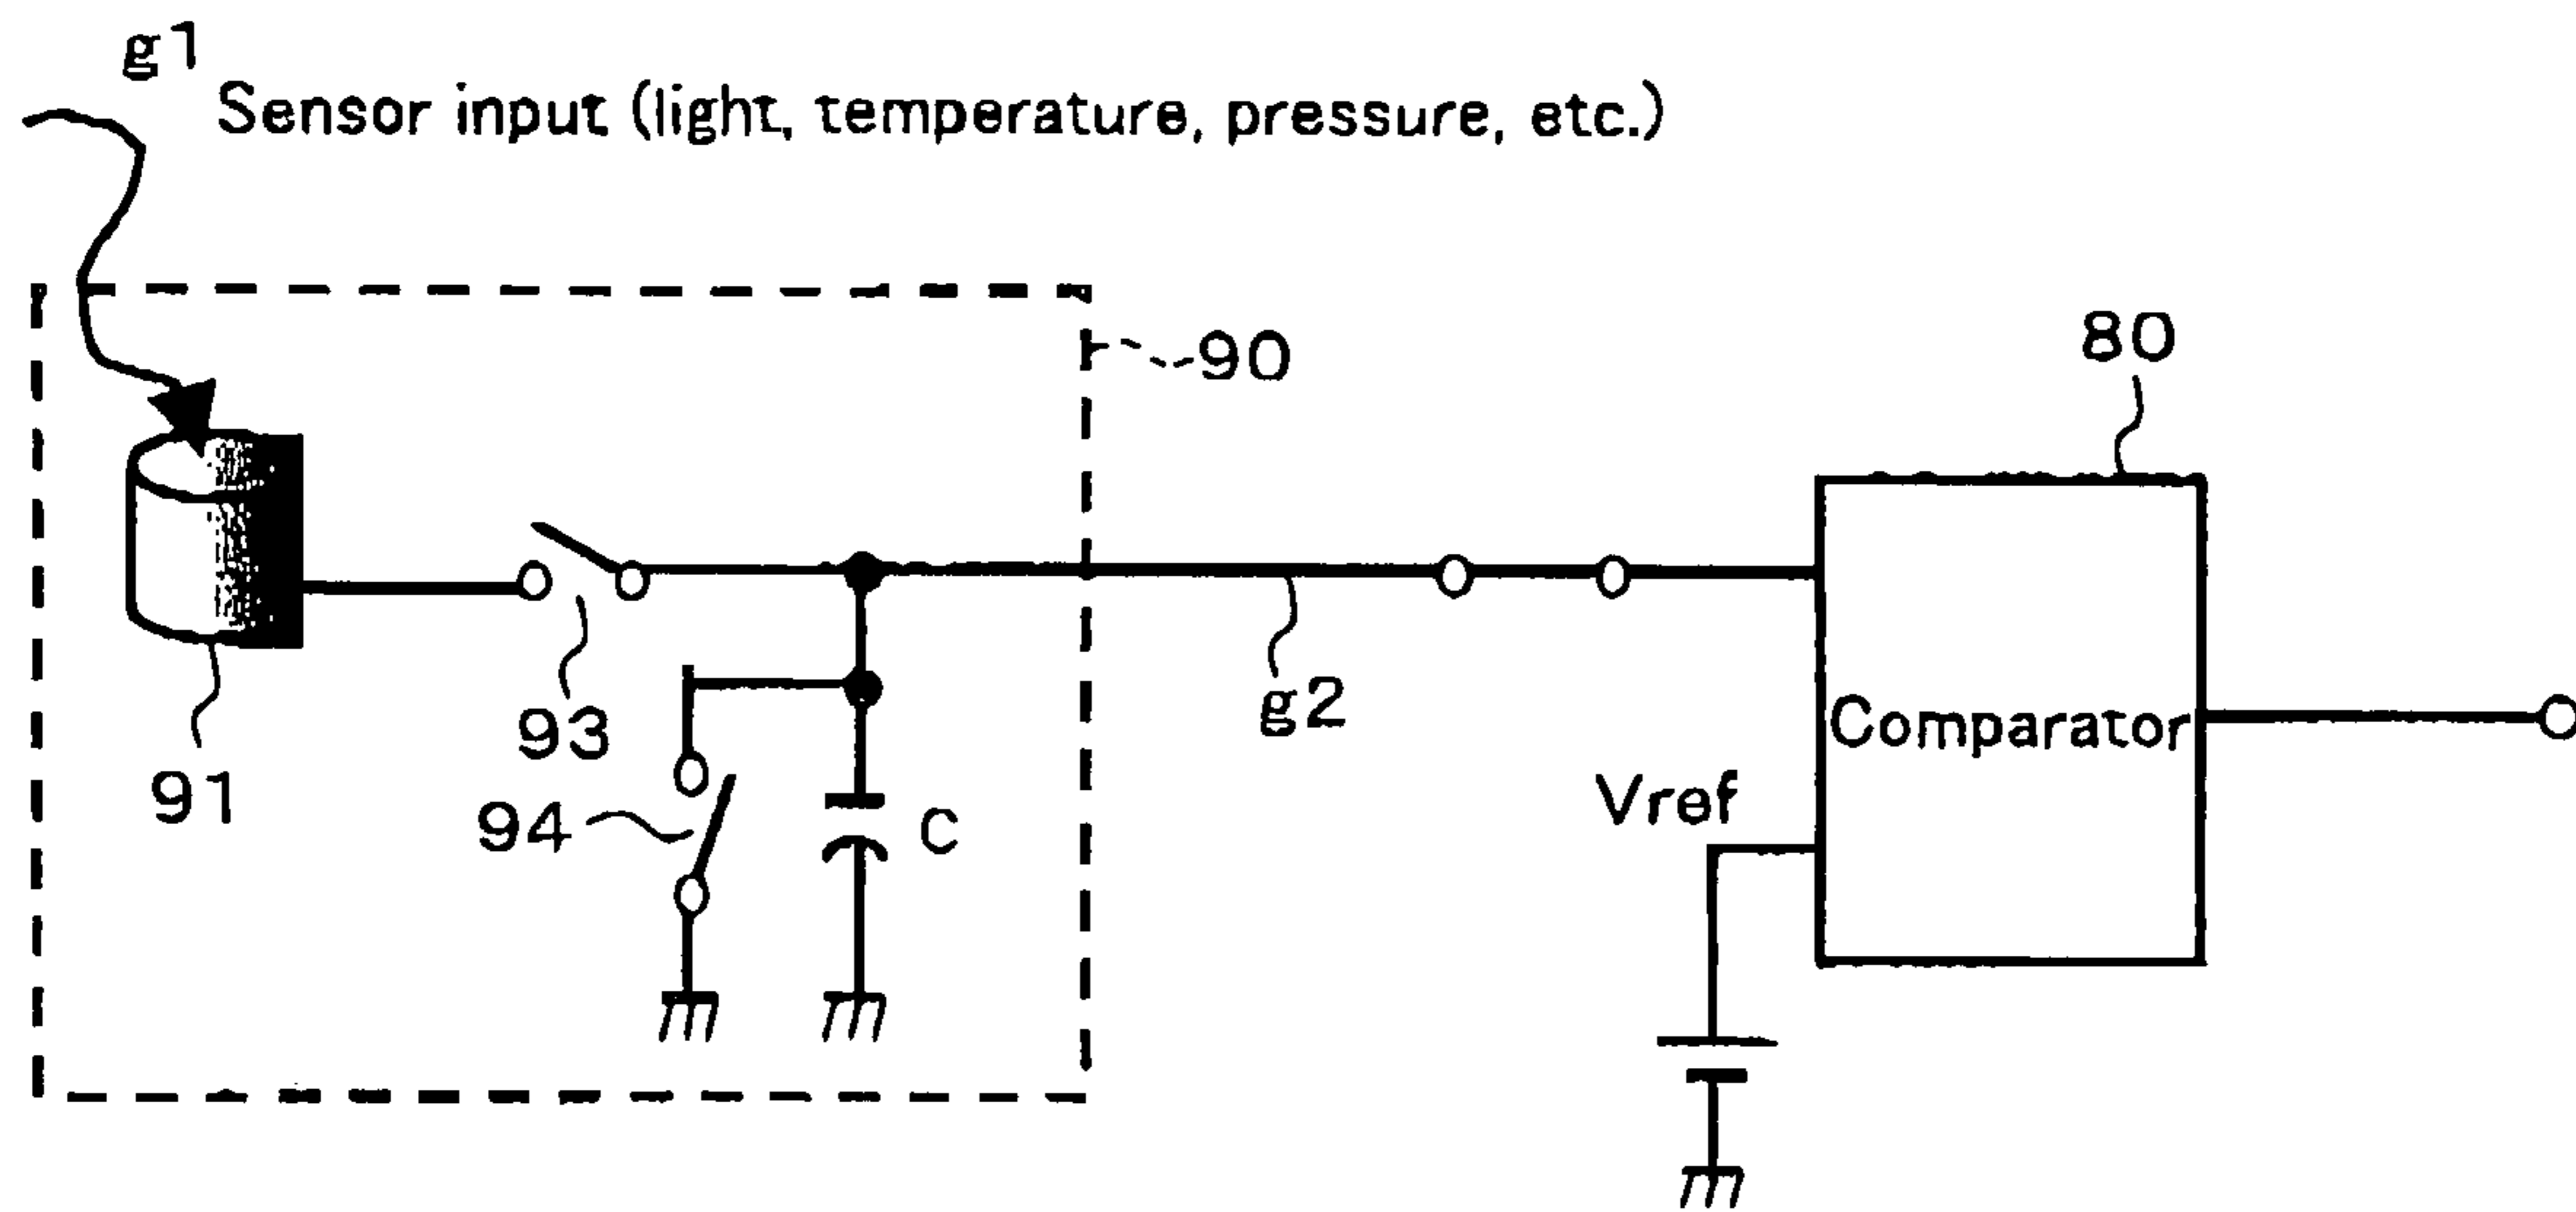 g1
Sensor input (light, temperature, pressure, etc.)
90
80
93
g2
Comparator
91
94
C
Vref